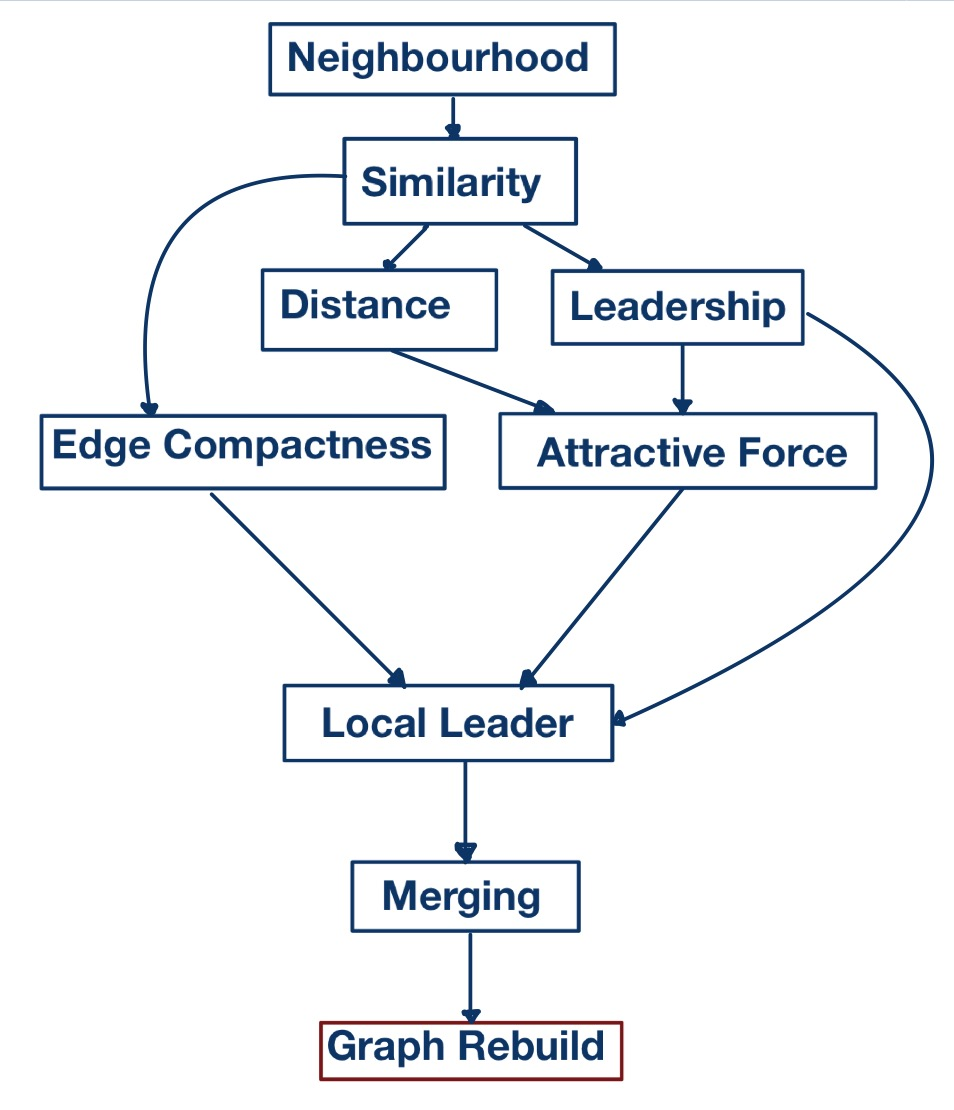 Neighbourhood
Similarity
Distance
Leadership
Edge Compactness
Attractive Force
Local Leader
Merging
Graph Rebuild